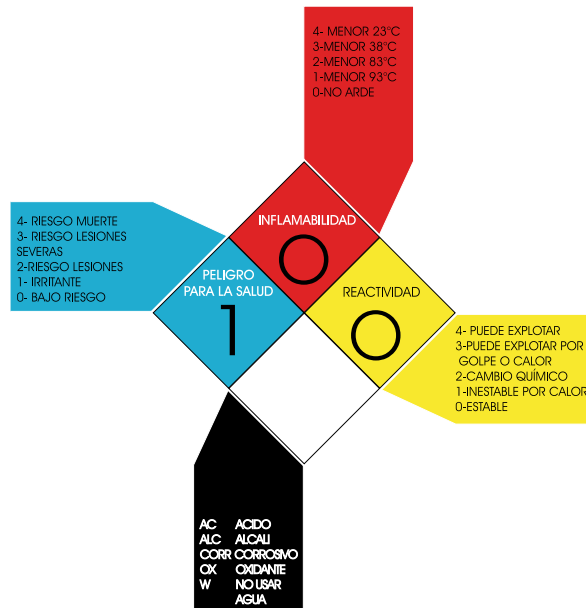 4- MENOR 23°C
3-MENOR 38°C
2-MENOR 83°C
1-MENOR 93°C
0-NO ARDE
4- RIESGO MUERTE
3- RIESGO LESIONES
SEVERAS
2-RIESGO LESIONES
1- IRRITANTE
0- BAJO RIESGO
INFLAMABILIDAD
0
PELIGRO
PARA LA SALUD
1
REACTIVIDAD
0
4- PUEDE EXPLOTAR
3-PUEDE EXPLOTAR POR
GOLPE O CALOR
2-CAMBIO QUÍMICO
1-INESTABLE POR CALOR
0-ESTABLE
AC ACIDO
ALC ALCALI
CORR CORROSIVO
OX OXIDANTE
W NO USAR
AGUA